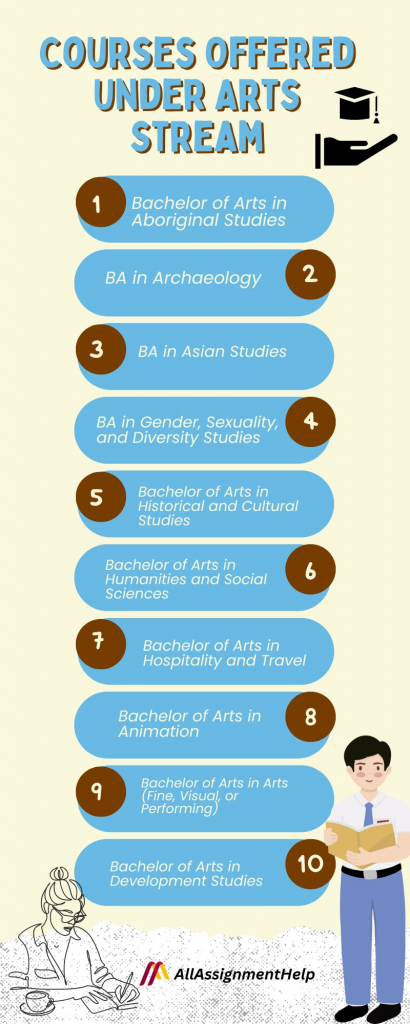 COURSES OFFERED
UNDER ARTS
STREAM
1
Bachelor of Arts in
Aboriginal Studies
BA in Archaeology
2
3
BA in Asian Studies
BA in Gender, Sexuality,
and Diversity Studies
4
5
Bachelor of Arts in
Historical and Cultural
Studies
Bachelor of Arts in
Humanities and Social
Sciences
6
7
Bachelor of Arts in
Hospitality and Travel
Bachelor of Arts in
Animation
8
9
Bachelor of Arts in Arts
(Fine, Visual, or
Performing)
Bachelor of Arts in
Development Studies
10
AllAssignmentHelp